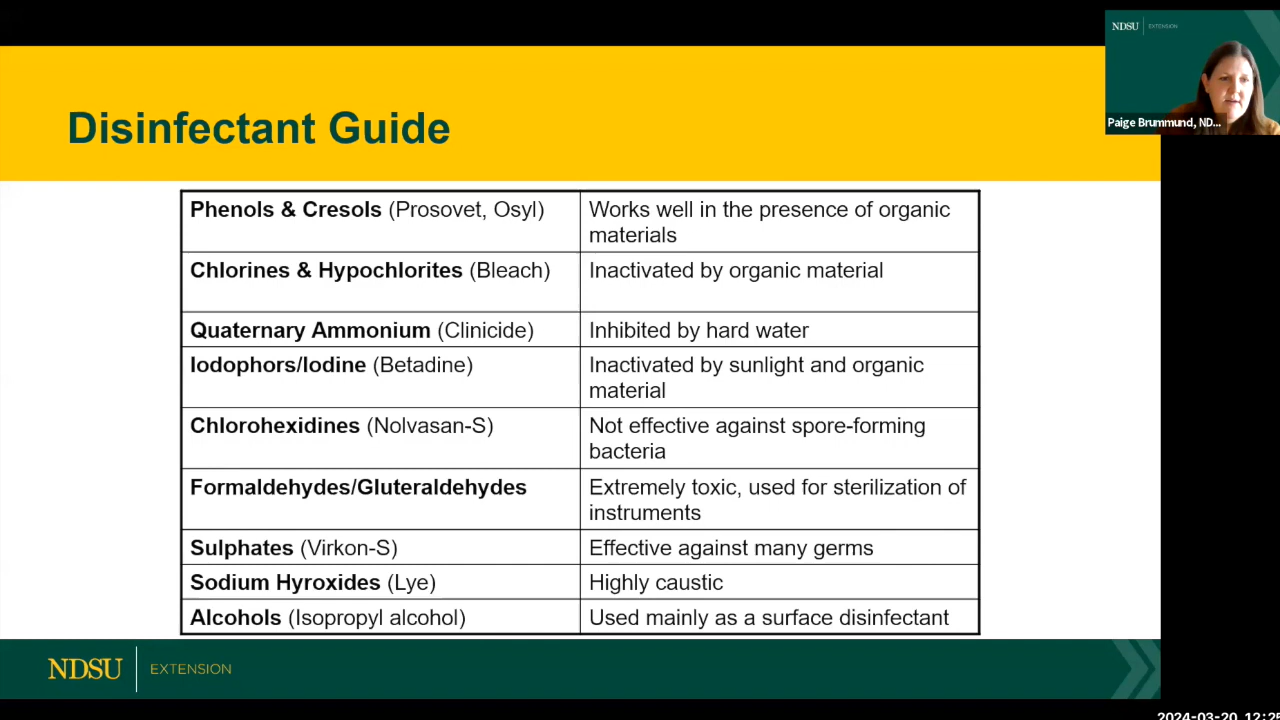 NDSU EXTENSION
Paige Brummund, ND...
Disinfectant Guide
Phenols & Cresols (Prosovet, Osyl)
Works well in the presence of organic
materials
Chlorines & Hypochlorites (Bleach)
Inactivated by organic material
Quaternary Ammonium (Clinicide)
Inhibited by hard water
Iodophors/Iodine (Betadine)
Inactivated by sunlight and organic
material
Chlorohexidines (Nolvasan-S)
Not effective against spore-forming
bacteria
Formaldehydes/Gluteraldehydes
Extremely toxic, used for sterilization of
instruments
Sulphates (Virkon-S)
Effective against many germs
Sodium Hyroxides (Lye)
Highly caustic
Alcohols (Isopropyl alcohol)
Used mainly as a surface disinfectant
NDSU EXTENSION
2024-03-20